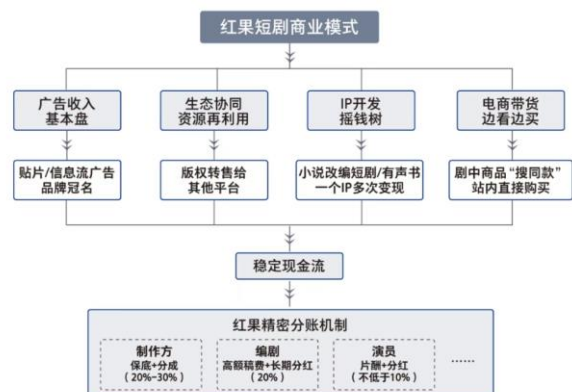 红果短剧商业模式
广告收入
基本盘
生态协同
资源再利用
IP开发
摇钱树
电商带货
边看边买
贴片/信息流广告
品牌冠名
版权转售给
其他平台
小说改编短剧/有声书
一个IP多次变现
剧中商品“搜同款”
站内直接购买
稳定现金流
红果精密分账机制
制作方
保底+分成
（20%-30%）
编剧
高额稿费+长期分红
（20%）
演员
片酬+分红
（不低于10%）
……